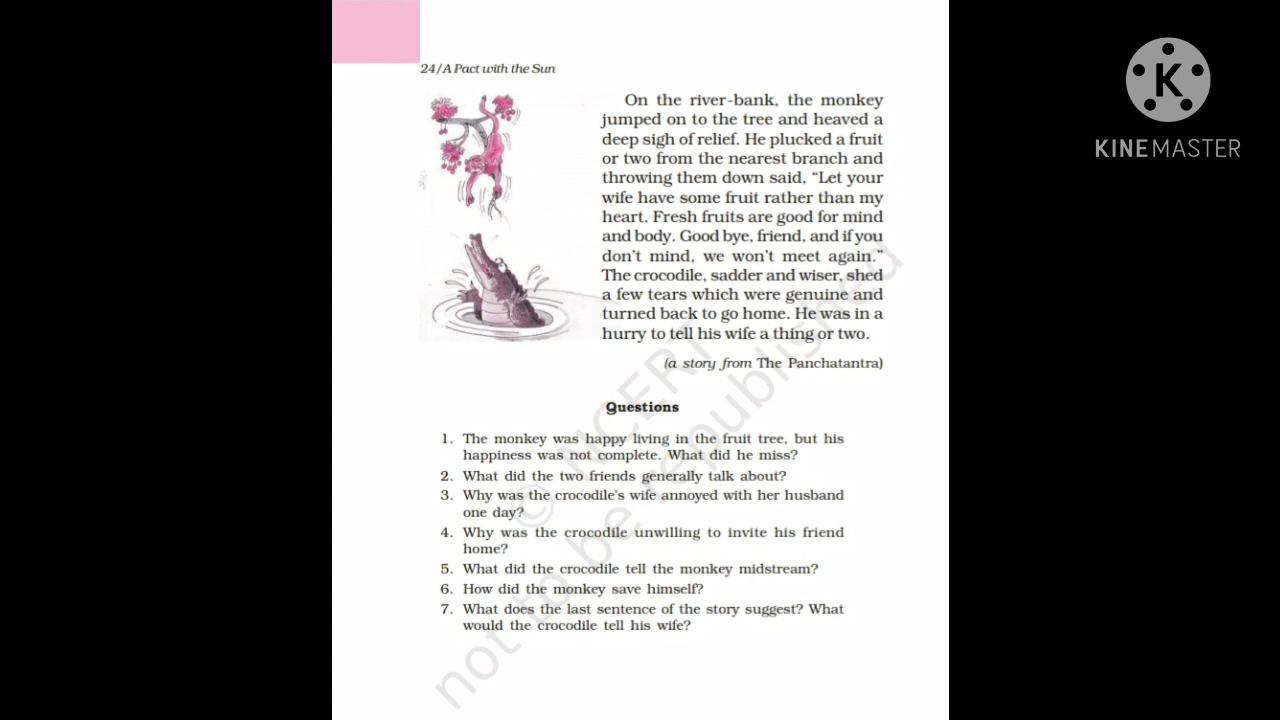 24/A Pact with the Sun
On the river-bank, the monkey
jumped on to the tree and heaved a
deep sigh of relief. He plucked a fruit
or two from the nearest branch and
throwing them down said, “Let your
wife have some fruit rather than my
heart. Fresh fruits are good for mind
and body. Good bye, friend, and if you
don’t mind, we won’t meet again.”
The crocodile, sadder and wiser, shed
a few tears which were genuine and
turned back to go home. He was in a
hurry to tell his wife a thing or two.
(a story from The Panchatantra)
Questions
1. The monkey was happy living in the fruit tree, but his
happiness was not complete. What did he miss?
2. What did the two friends generally talk about?
3. Why was the crocodile’s wife annoyed with her husband
one day?
4. Why was the crocodile unwilling to invite his friend
home?
5. What did the crocodile tell the monkey midstream?
6. How did the monkey save himself?
7. What does the last sentence of the story suggest? What
would the crocodile tell his wife?
© NCERT
not to be republished
K
KINEMASTER